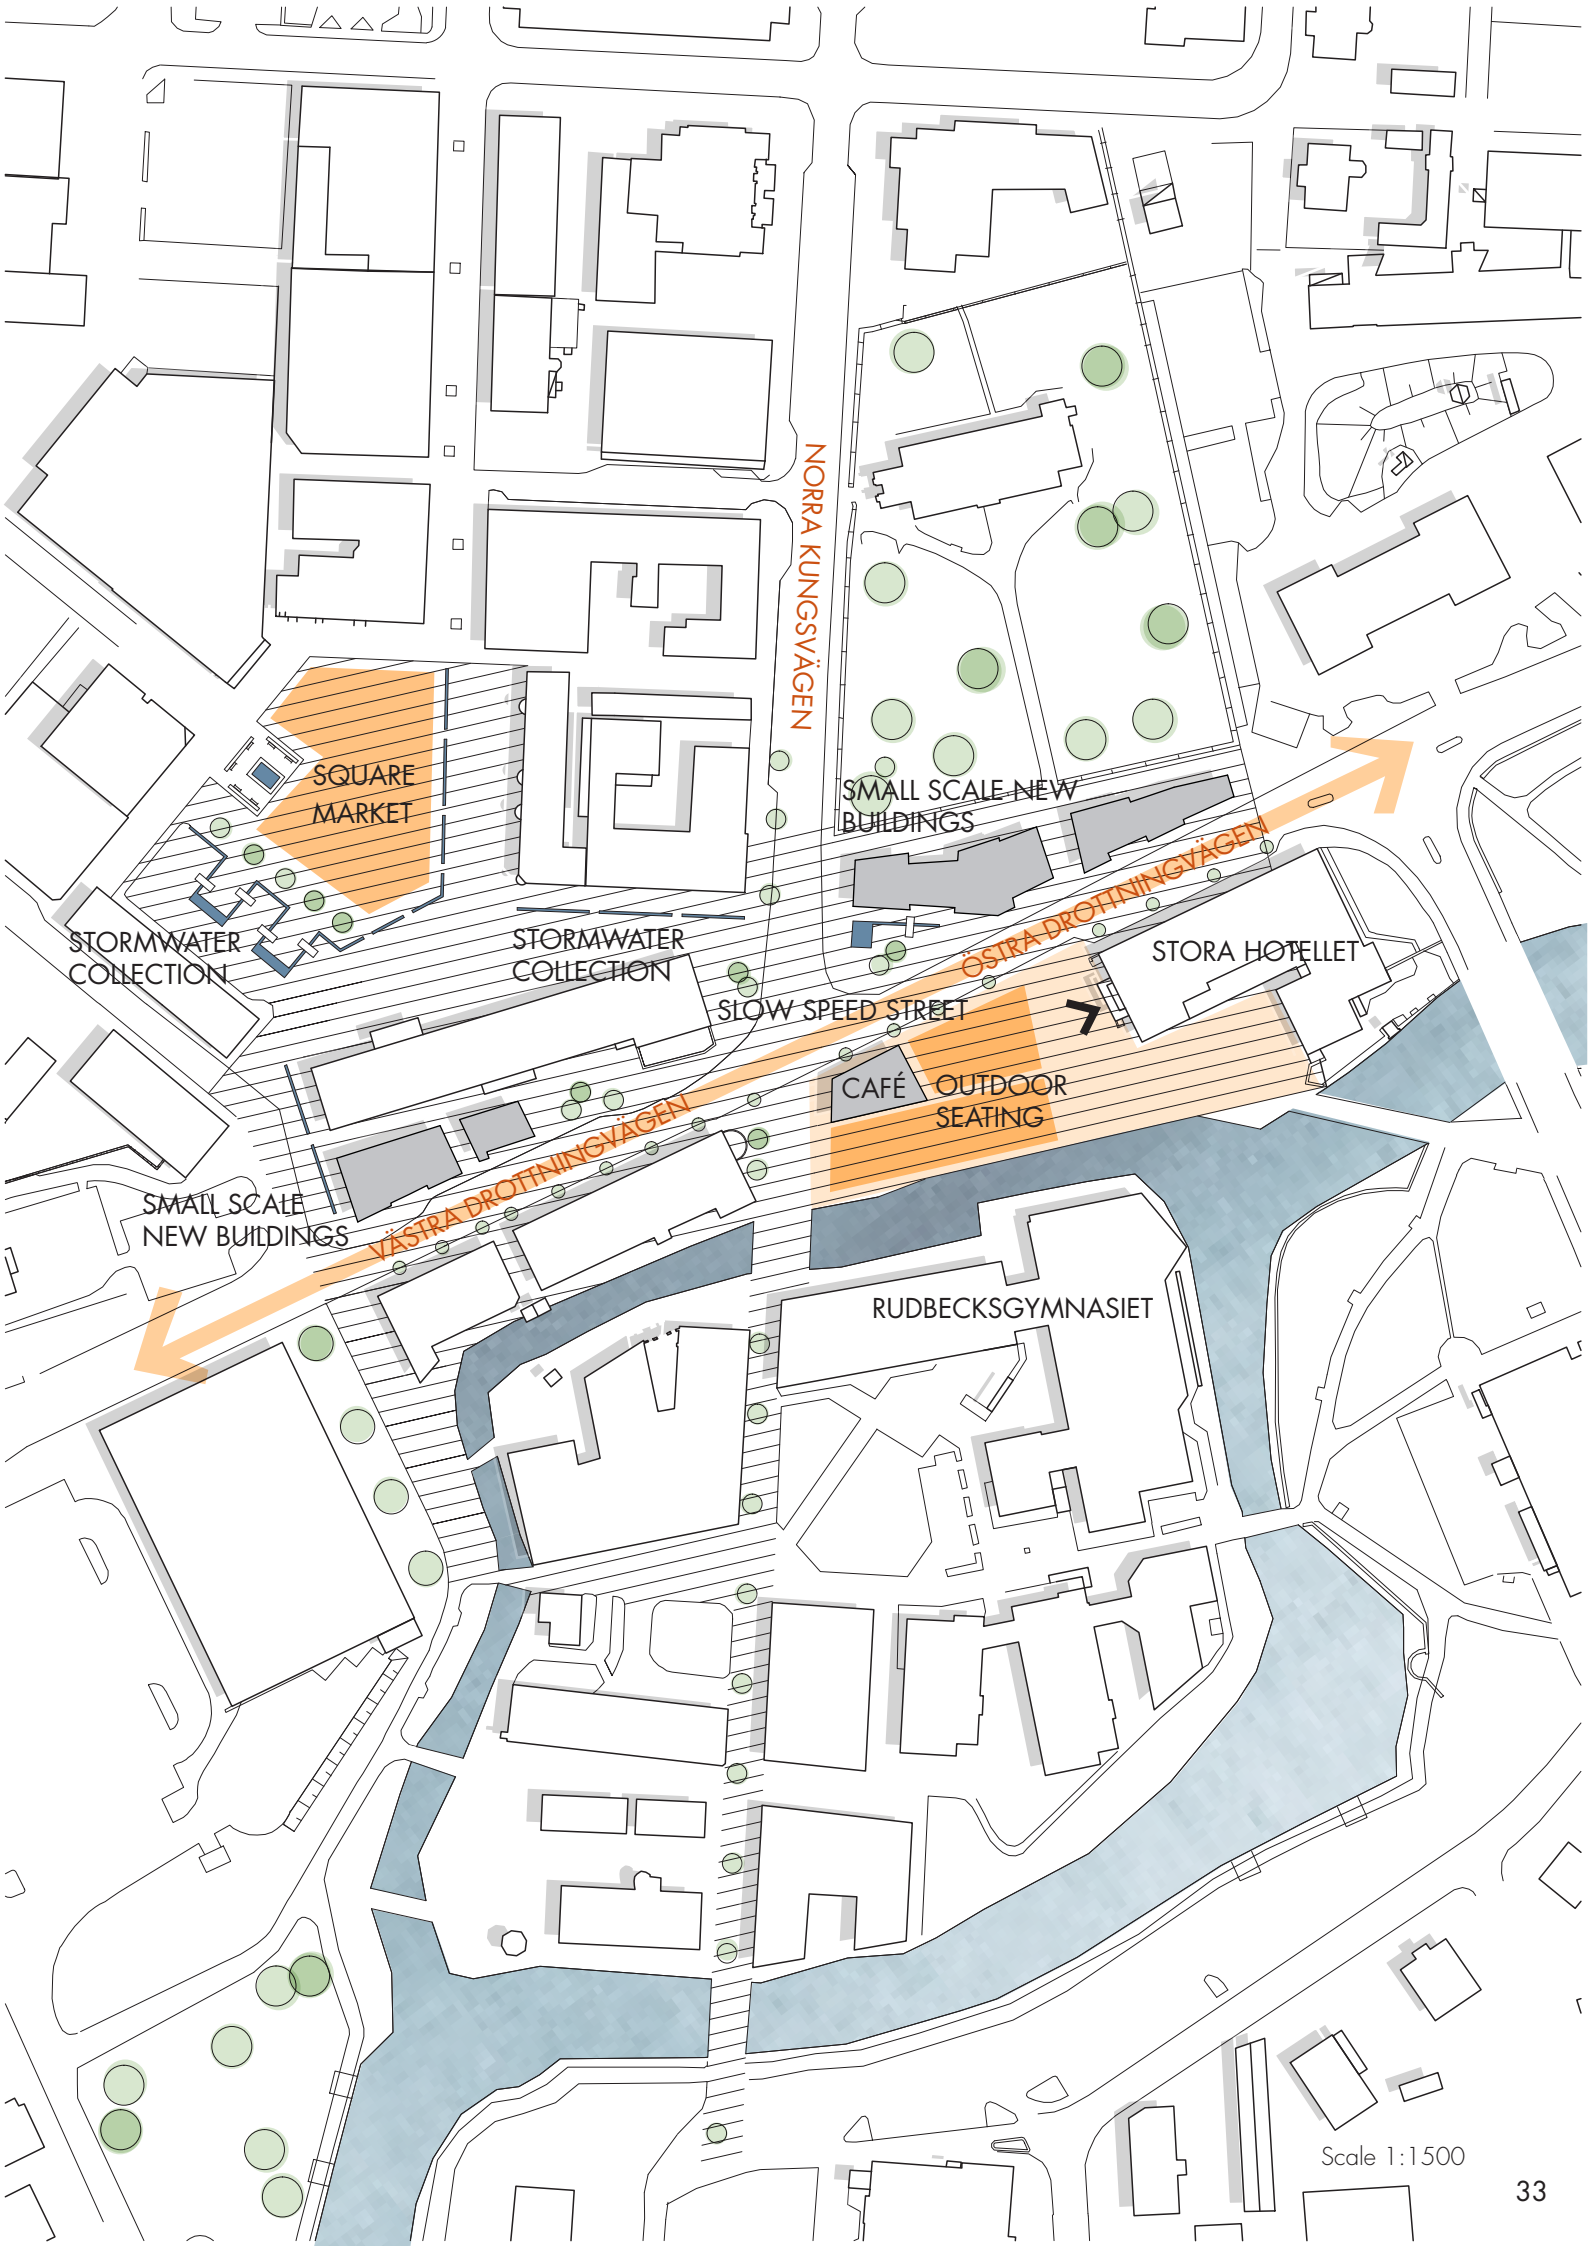 NORRA KUNGSVÄGEN
SQUARE
MARKET
SMALL SCALE NEW
BUILDINGS
ÖSTRA DROTTNINGVÄGEN
STORMWATER
COLLECTION
STORMWATER
COLLECTION
STORA HOTELLET
SLOW SPEED STREET
CAFÉ
OUTDOOR
SEATING
VÄSTRA DROTTNINGVÄGEN
SMALL SCALE
NEW BUILDINGS
RUDBECKSGYMNASIET
Scale 1:1500
33